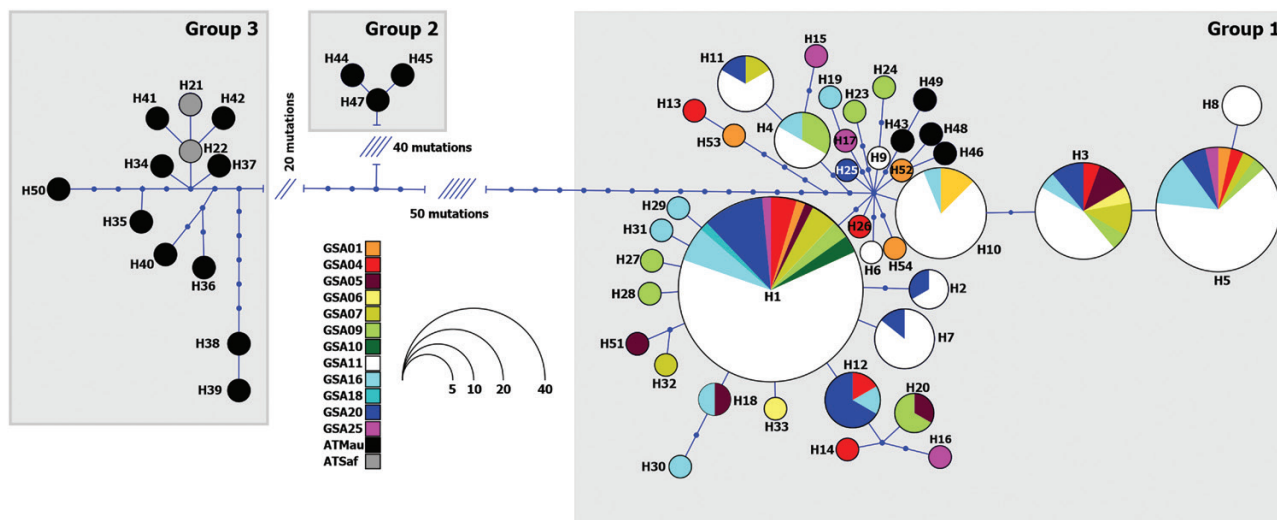 Group 3
Group 2
Group 1
H21
H41
H42
H22
H34
H37
H50
H35
H40
H36
H38
H39
20 mutations
H44
H45
H47
40 mutations
50 mutations
H15
H11
H19
H24
H23
H49
H13
H4
H17
H43
H48
H53
H9
H25
H52
H46
H8
H3
H29
H31
H26
H10
H27
H6
H54
H5
H28
H1
H2
H7
H51
H32
H12
H18
H20
H33
H14
H16
H30
GSA01
GSA04
GSA05
GSA06
GSA07
GSA09
GSA10
GSA11
GSA16
GSA18
GSA20
GSA25
ATMau
ATSaf
5 10 20 40